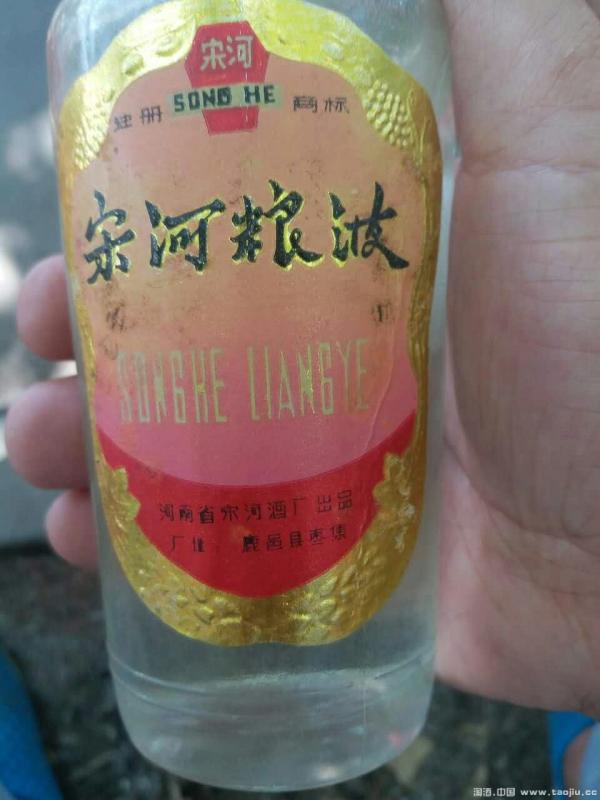 宋河
注册 SONG HE 商标
宋河粮液
SONGHE LIANGYE
河南省宋河酒厂出品
厂址 鹿邑县枣集
淘酒.中国 www.taojiu.cc